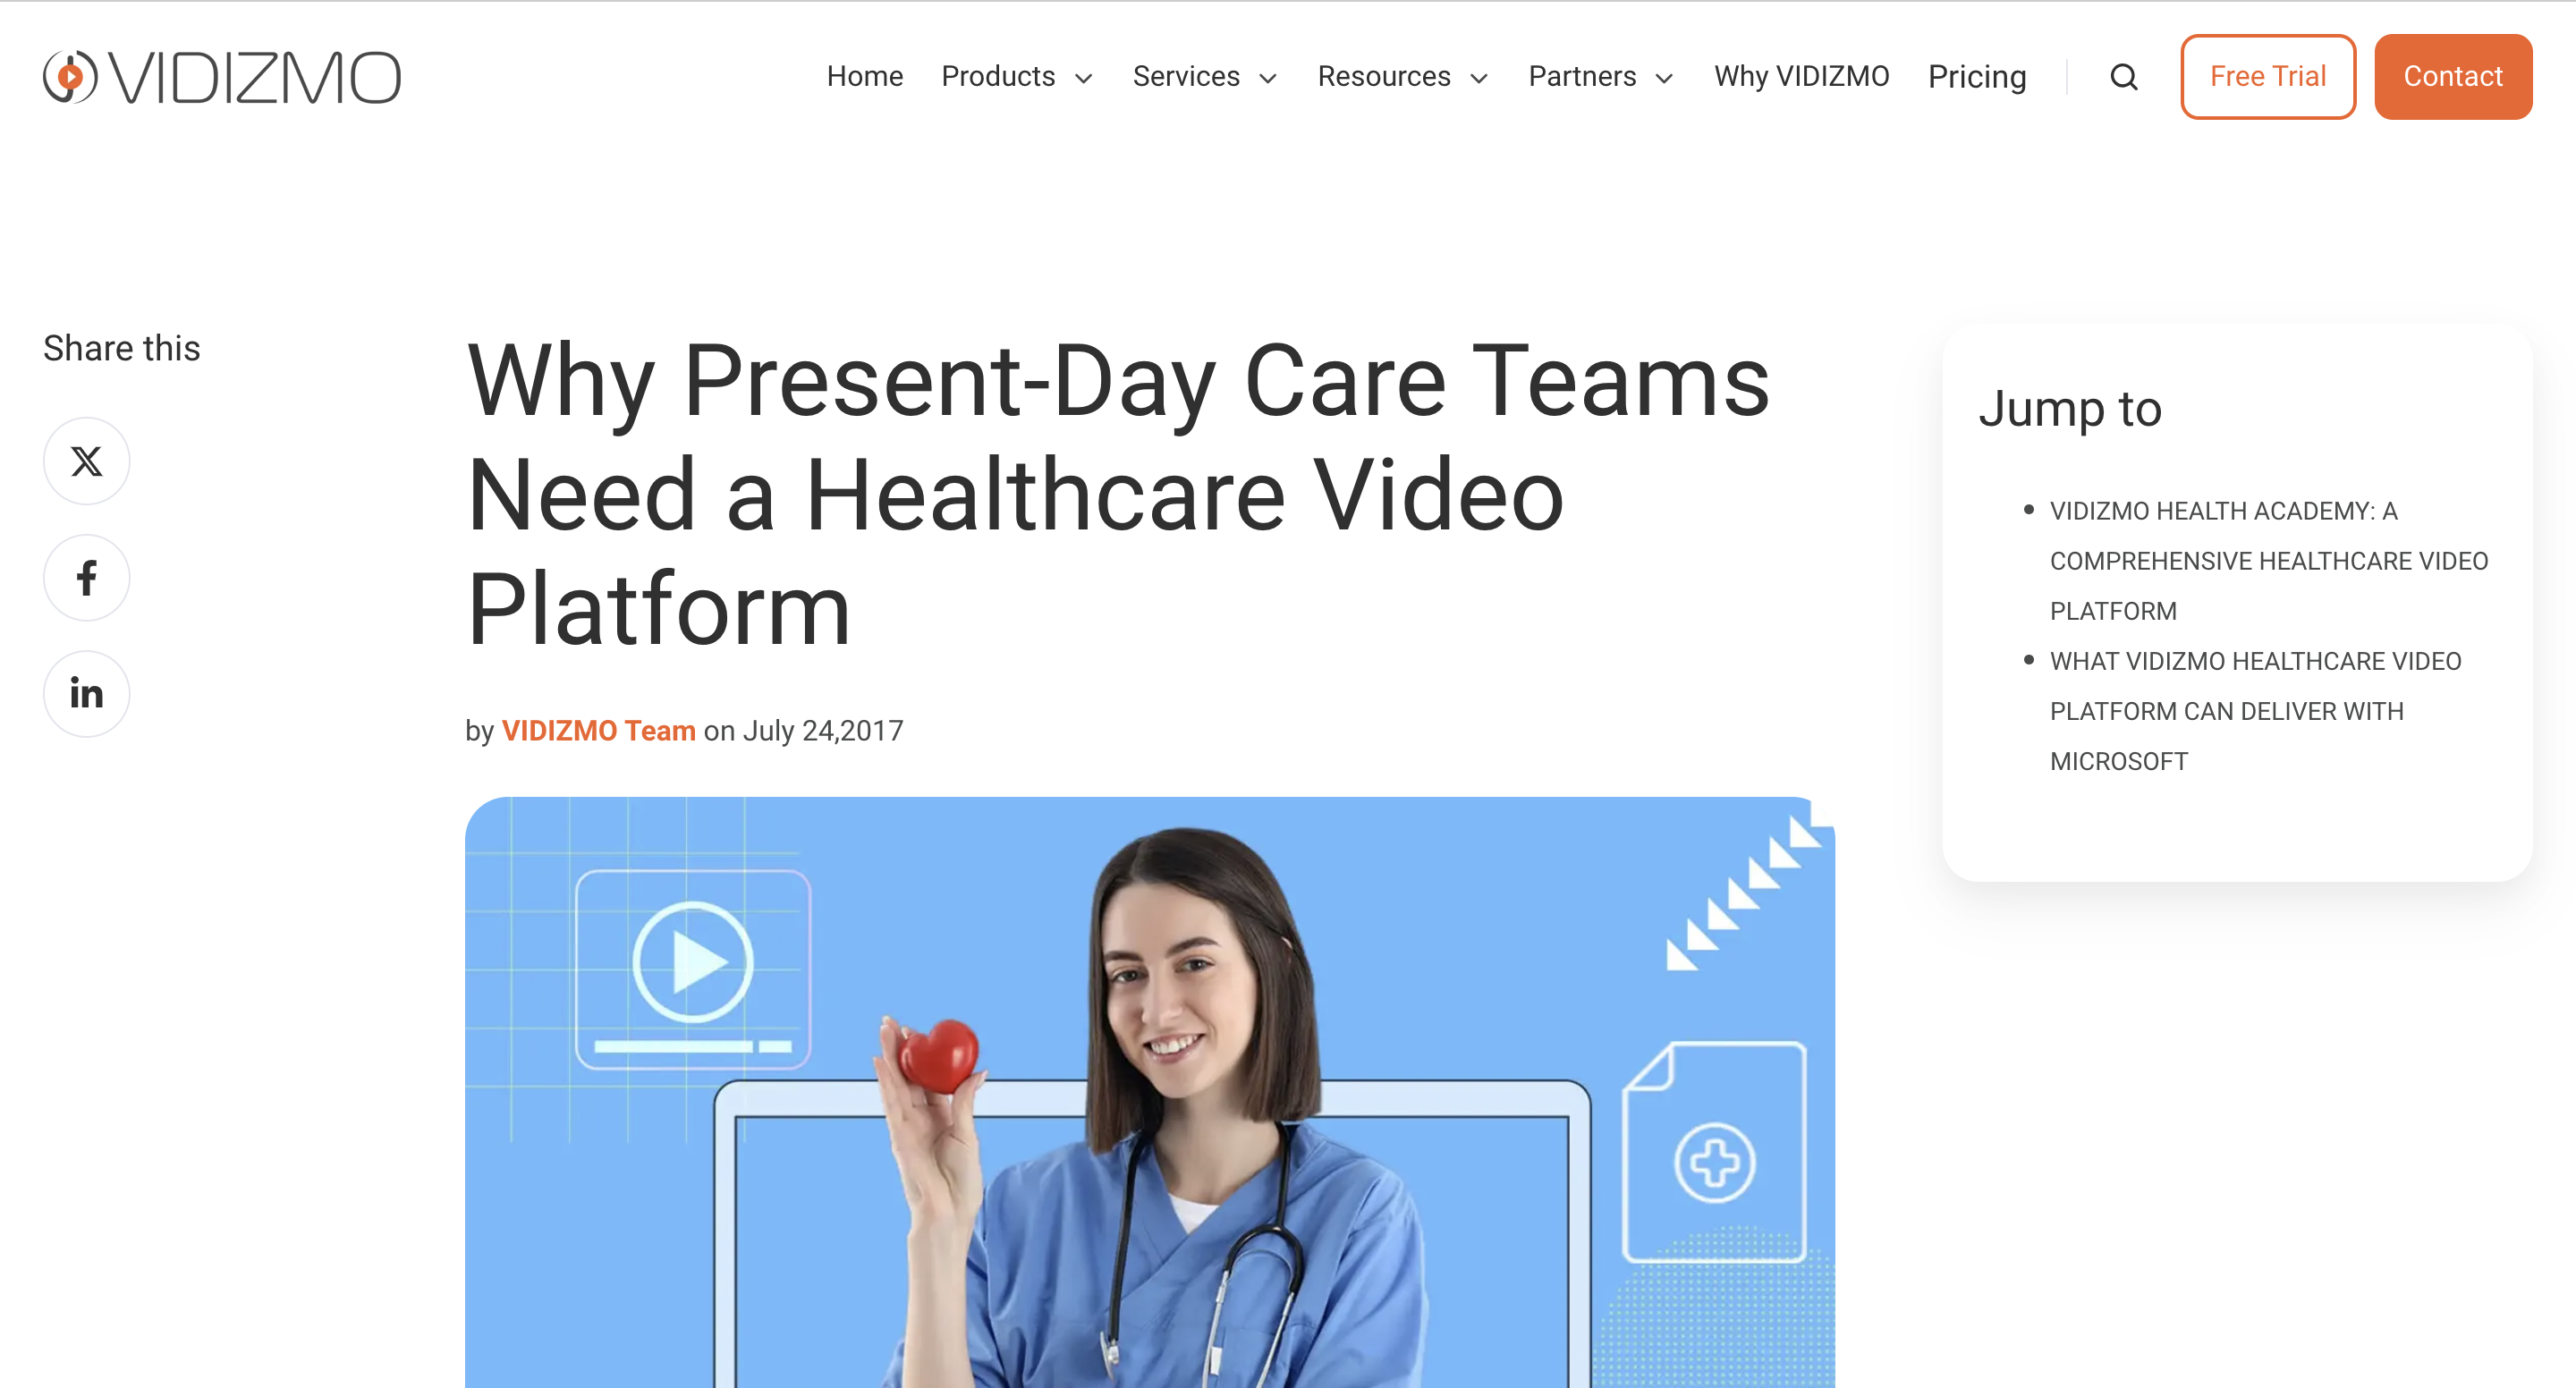 VIDIZMO
Home Products Services Resources Partners Why VIDIZMO Pricing Free Trial Contact
Share this
Why Present-Day Care Teams
Need a Healthcare Video
Platform
by VIDIZMO Team on July 24,2017
Jump to
VIDIZMO HEALTH ACADEMY: A
COMPREHENSIVE HEALTHCARE VIDEO
PLATFORM
WHAT VIDIZMO HEALTHCARE VIDEO
PLATFORM CAN DELIVER WITH
MICROSOFT